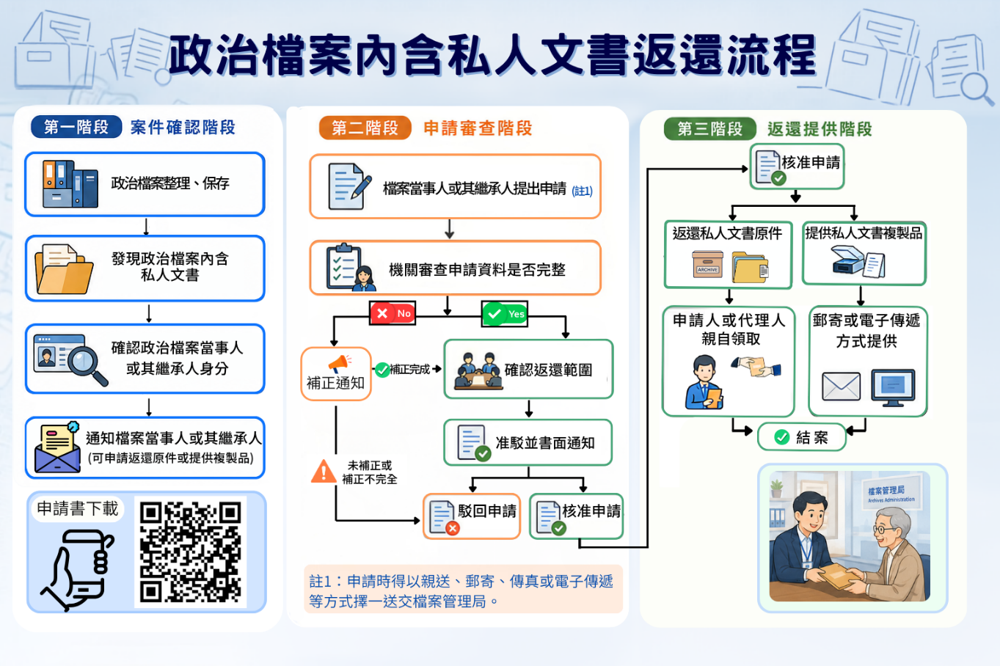 政治檔案內含私人文書返還流程
第一階段 案件確認階段
政治檔案整理、保存
發現政治檔案內含
私人文書
確認政治檔案當事人
或其繼承人身分
通知檔案當事人或其繼承人
(可申請返還原件或提供複製品)
申請書下載
第二階段 申請審查階段
檔案當事人或其繼承人提出申請 (註1)
機關審查申請資料是否完整
No
Yes
補正通知
補正完成
確認返還範圍
准駁並書面通知
未補正或
補正不完全
駁回申請
核准申請
註1：申請時得以親送、郵寄、傳真或電子傳遞
等方式擇一送交檔案管理局。
第三階段 返還提供階段
核准申請
返還私人文書原件
ARCHIVE
提供私人文書複製品
申請人或代理人
親自領取
郵寄或電子傳遞
方式提供
結案
檔案管理局
Archives Administration